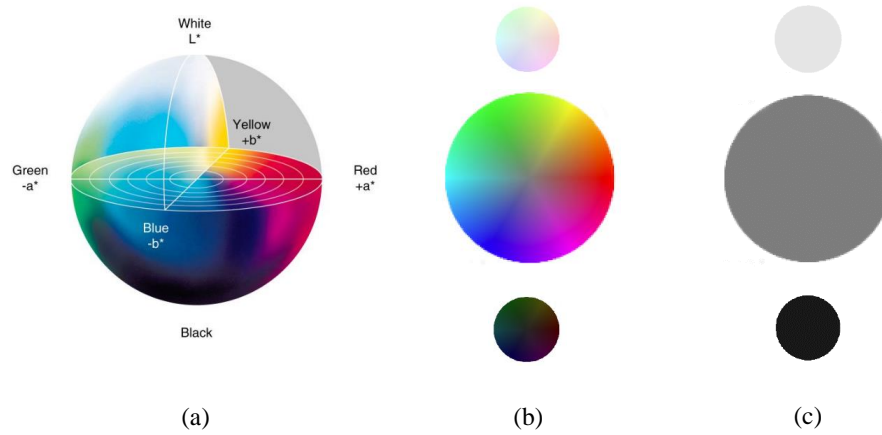 White
L*
Yellow
+b*
Green
-a*
Red
+a*
Blue
-b*
Black
(a)
(b)
(c)